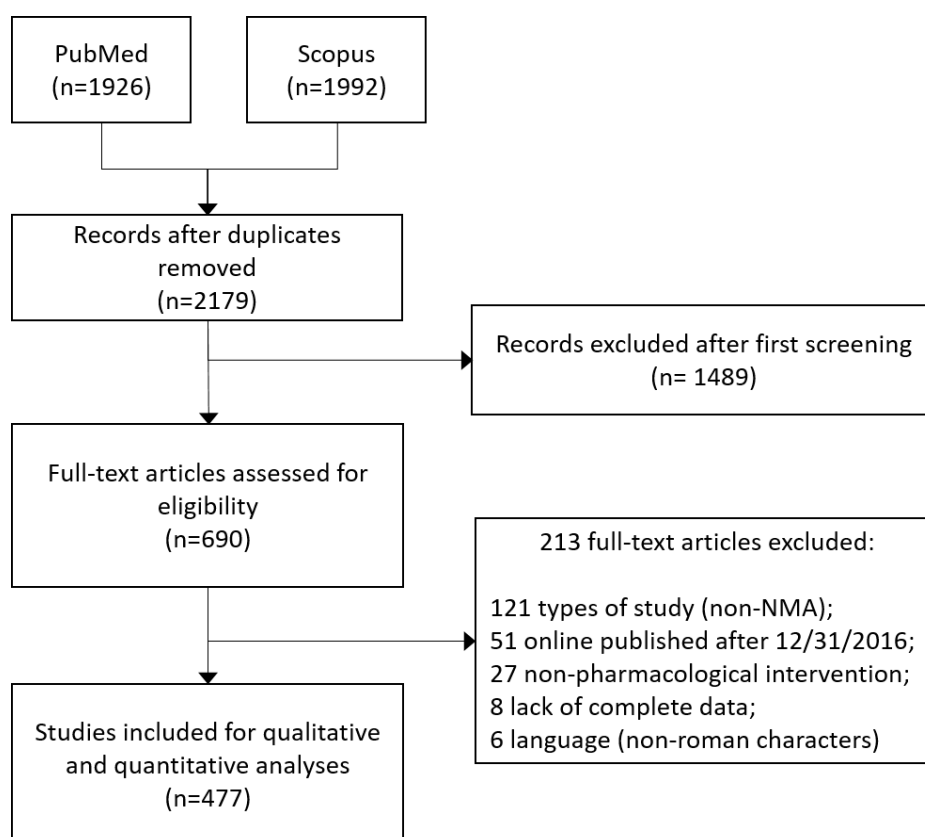 PubMed
(n=1926)
Scopus
(n=1992)
Records after duplicates
removed
(n=2179)
Records excluded after first screening
(n= 1489)
Full-text articles assessed for
eligibility
(n=690)
213 full-text articles excluded:
121 types of study (non-NMA);
51 online published after 12/31/2016;
27 non-pharmacological intervention;
8 lack of complete data;
6 language (non-roman characters)
Studies included for qualitative
and quantitative analyses
(n=477)